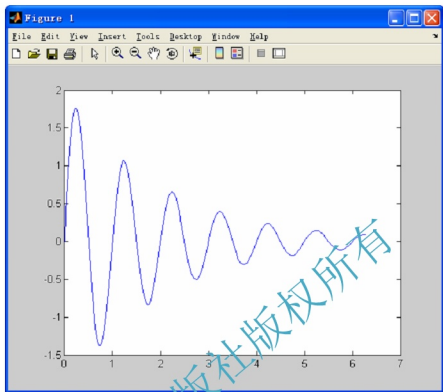 Figure 1
File Edit View Insert Tools Desktop Window Help
2
1.5
1
0.5
0
-0.5
-1
-1.5
0 1 2 3 4 5 6 7
版社版权所有